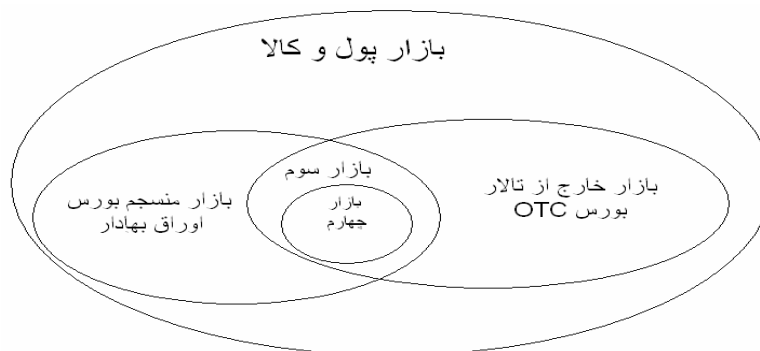 بازار پول و کالا
بازار سوم
بازار خارج از تالار
بورس OTC
بازار
چهارم
بازار منسجم بورس
اوراق بهادار